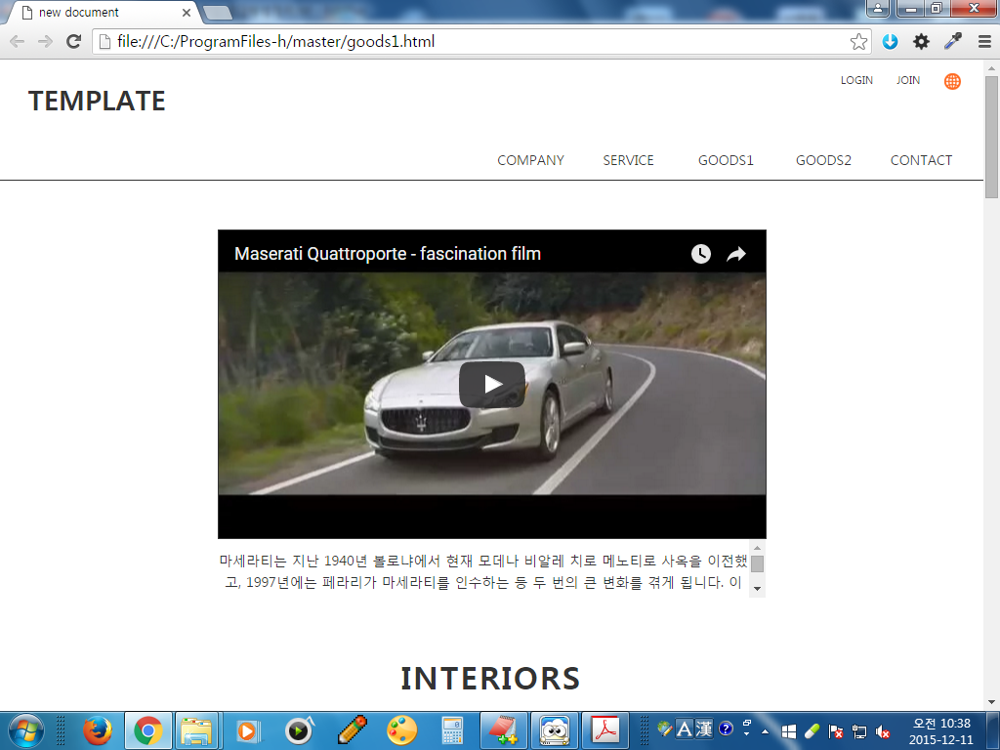 new document
file:///C:/ProgramFiles-h/master/goods1.html
LOGIN JOIN
TEMPLATE
COMPANY SERVICE GOODS1 GOODS2 CONTACT
Maserati Quattroporte - fascination film
마세라티는 지난 1940년 볼로냐에서 현재 모데나 비알레 치로 메노티로 사옥을 이전했
고, 1997년에는 페라리가 마세라티를 인수하는 등 두 번의 큰 변화를 겪게 됩니다. 이
INTERIORS
A 漢 ?
오전 10:38
2015-12-11